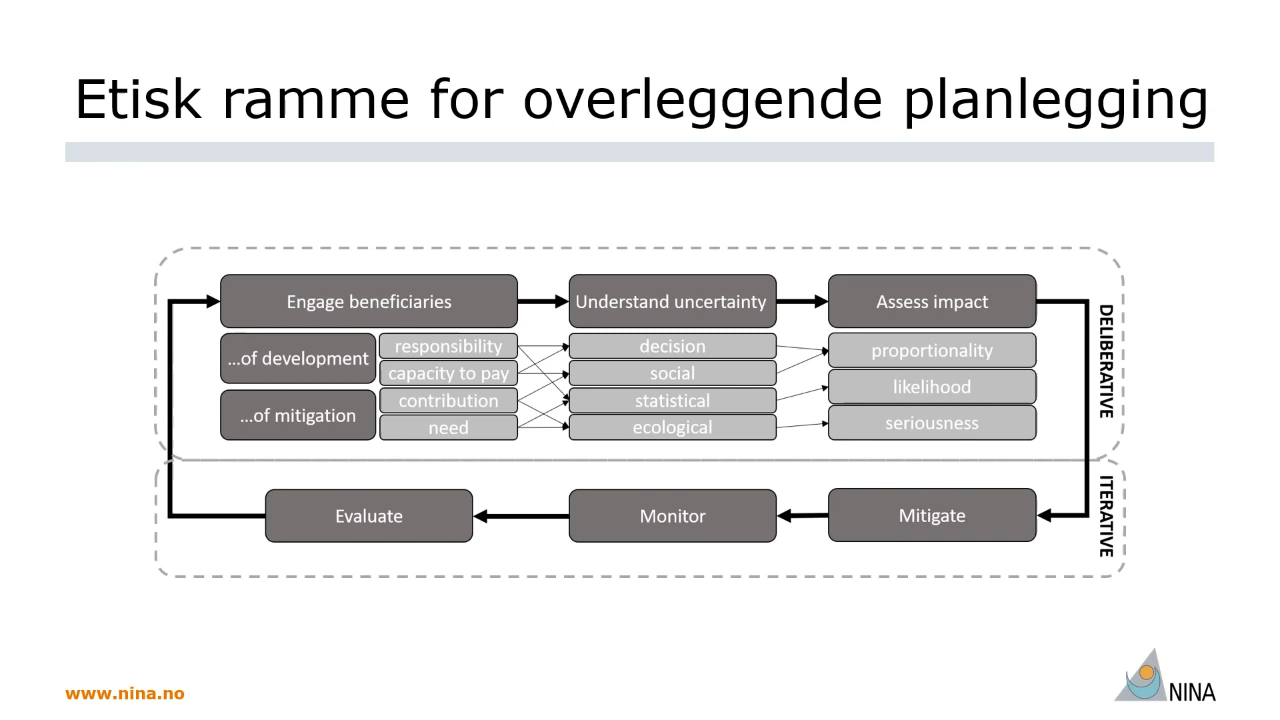 Etisk ramme for overleggende planlegging
Engage beneficiaries
Understand uncertainty
Assess impact
...of development
...of mitigation
responsibility
capacity to pay
contribution
need
decision
social
statistical
ecological
proportionality
likelihood
seriousness
DELIBERATIVE
Evaluate
Monitor
Mitigate
ITERATIVE
www.nina.no
NINA